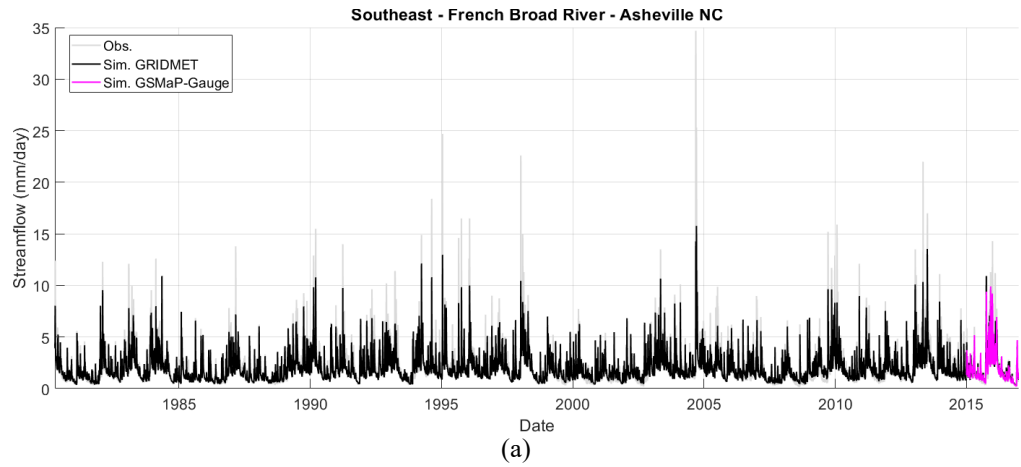 Southeast - French Broad River - Asheville NC
Obs.
Sim. GRIDMET
Sim. GSMaP-Gauge
Streamflow (mm/day)
35
30
25
20
15
10
5
0
1985 1990 1995 2000 2005 2010 2015
Date
(a)